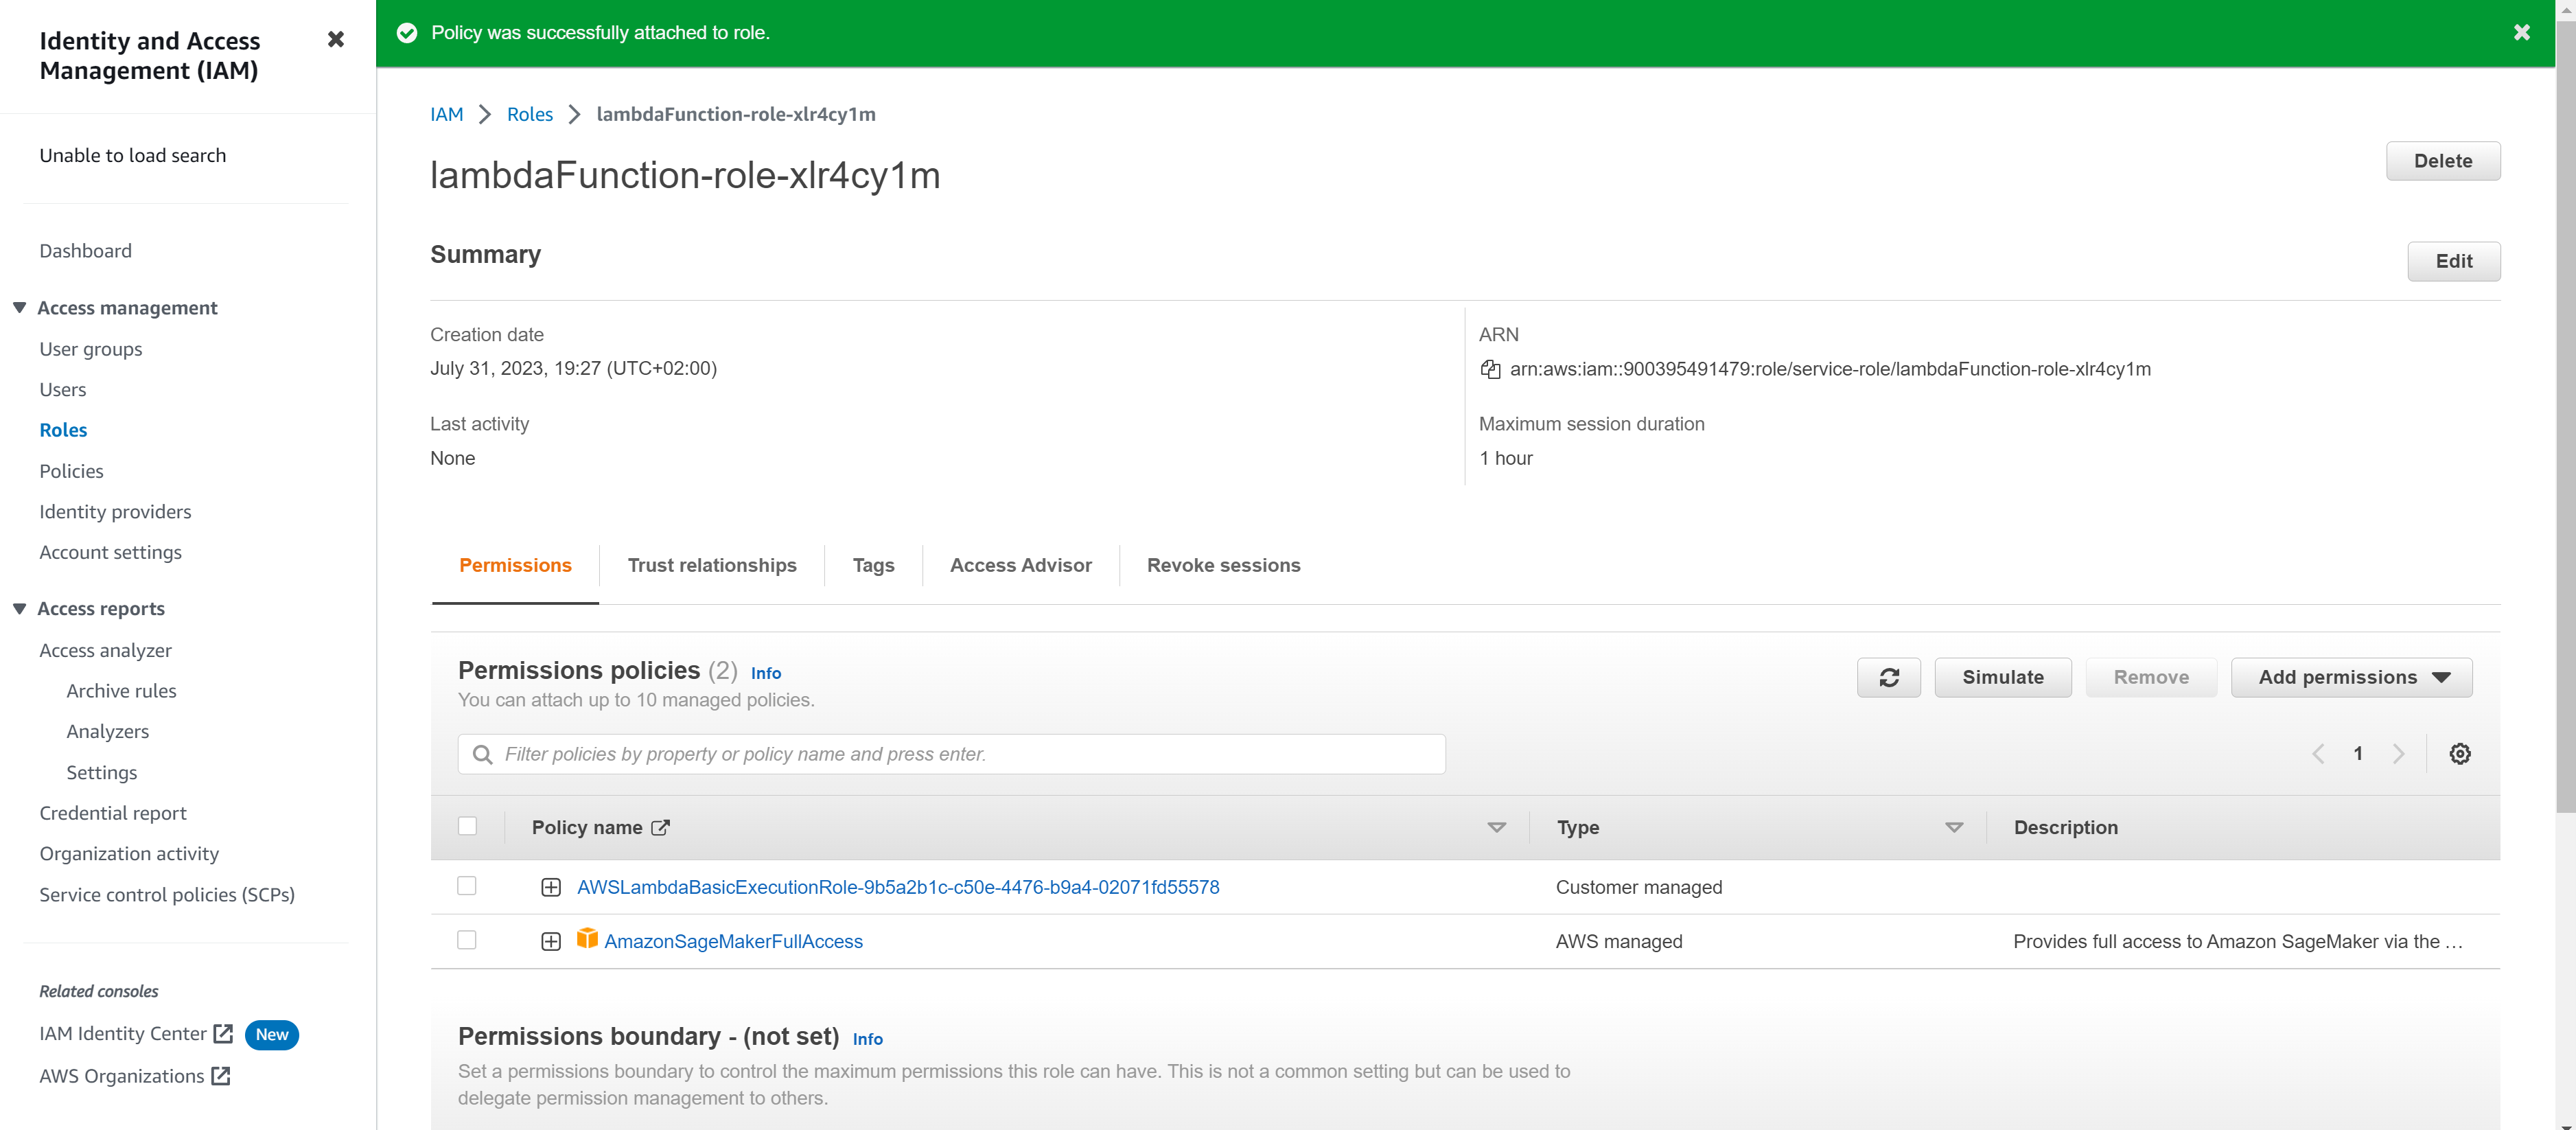 Identity and Access
Management (IAM)
Unable to load search
Dashboard
Access management
User groups
Users
Roles
Policies
Identity providers
Account settings
Access reports
Access analyzer
Archive rules
Analyzers
Settings
Credential report
Organization activity
Service control policies (SCPs)
Related consoles
IAM Identity Center New
AWS Organizations
Policy was successfully attached to role.
IAM Roles lambdaFunction-role-xlr4cy1m
lambdaFunction-role-xlr4cy1m
Delete
Summary
Edit
Creation date
July 31, 2023, 19:27 (UTC+02:00)
Last activity
None
ARN
arn:aws:iam::900395491479:role/service-role/lambdaFunction-role-xlr4cy1m
Maximum session duration
1 hour
Permissions Trust relationships Tags Access Advisor Revoke sessions
Permissions policies (2) Info
You can attach up to 10 managed policies.
Simulate Remove Add permissions
Filter policies by property or policy name and press enter.
1
Policy name Type Description
AWSLambdaBasicExecutionRole-9b5a2b1c-c50e-4476-b9a4-02071fd55578 Customer managed
AmazonSageMakerFullAccess AWS managed Provides full access to Amazon SageMaker via the …
Permissions boundary - (not set) Info
Set a permissions boundary to control the maximum permissions this role can have. This is not a common setting but can be used to
delegate permission management to others.